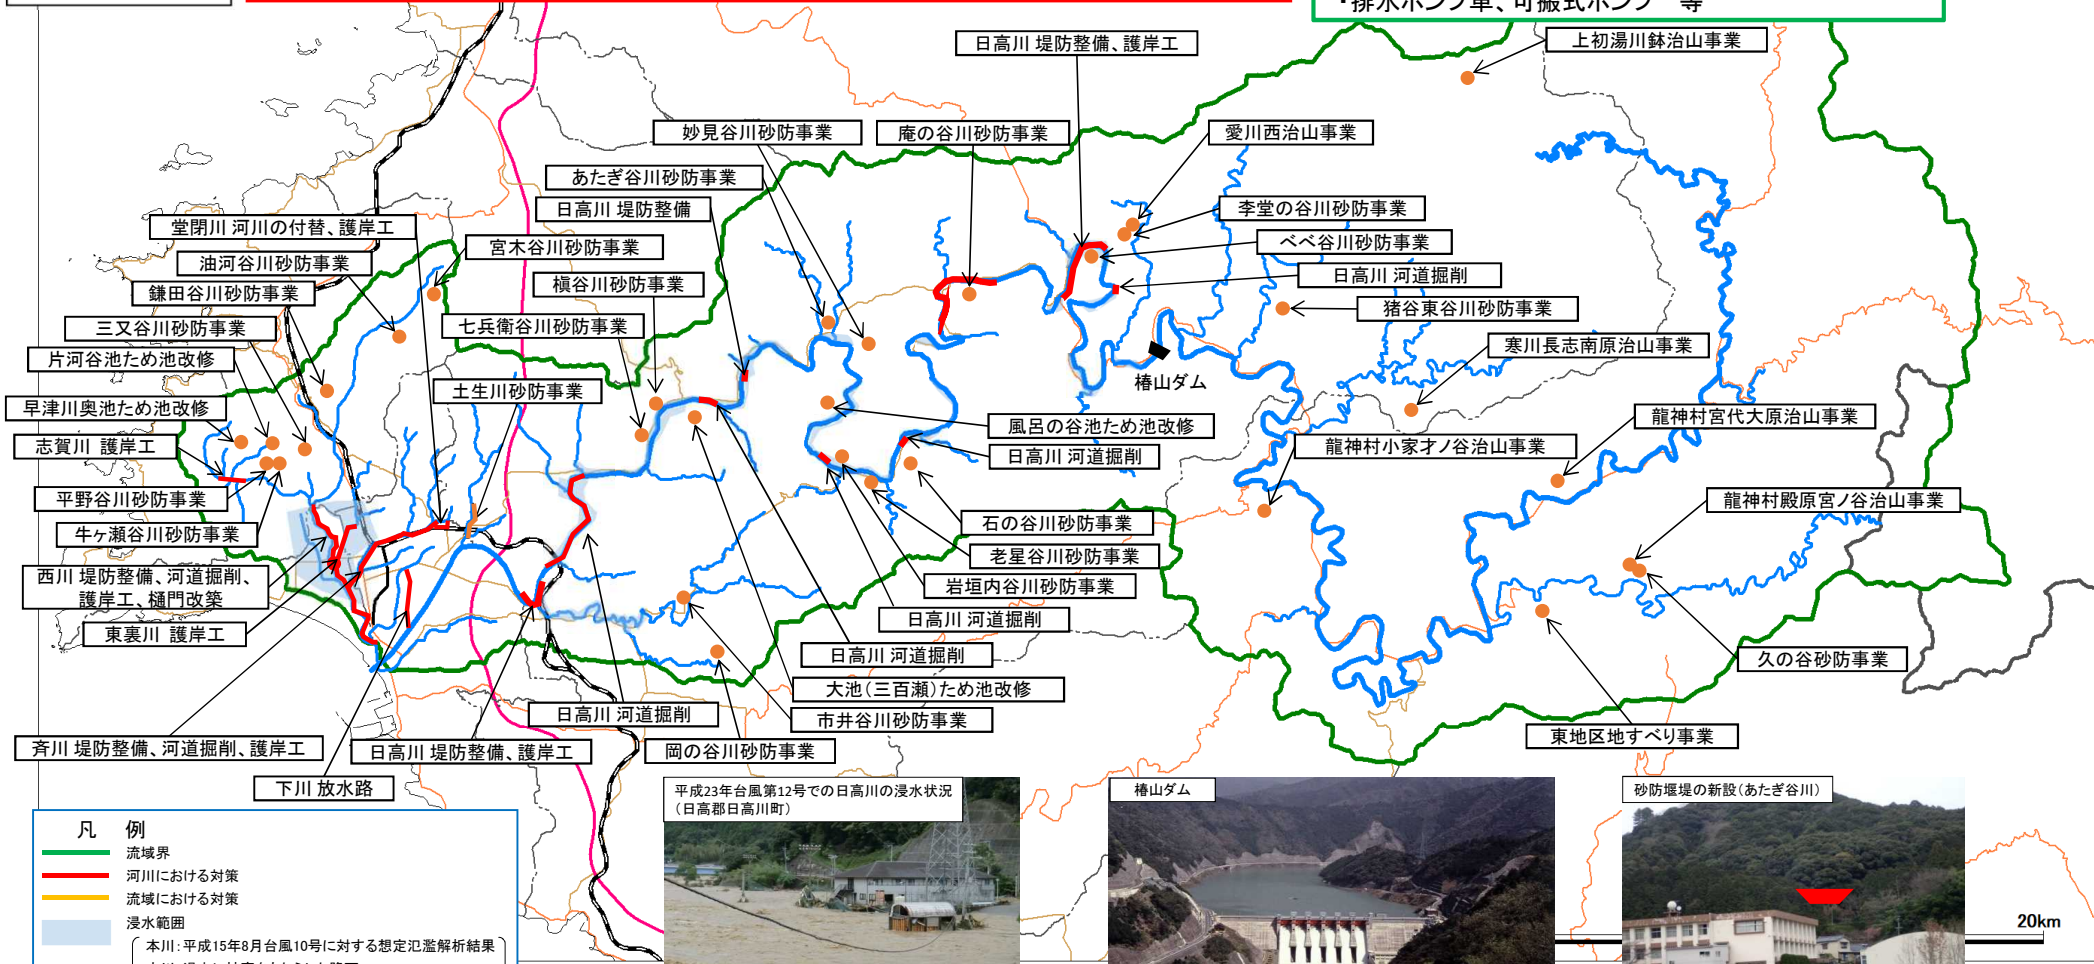 ・排水ポンプ車、可搬式ポンプ 等
日高川 堤防整備、護岸工
上初湯川鉢治山事業
妙見谷川砂防事業
庵の谷川砂防事業
愛川西治山事業
あたぎ谷川砂防事業
日高川 堤防整備
李堂の谷川砂防事業
堂閉川 河川の付替、護岸工
宮木谷川砂防事業
べべ谷川砂防事業
油河谷川砂防事業
槇谷川砂防事業
日高川 河道掘削
鎌田谷川砂防事業
猪谷東谷川砂防事業
三又谷川砂防事業
七兵衛谷川砂防事業
寒川長志南原治山事業
片河谷池ため池改修
椿山ダム
土生川砂防事業
早津川奥池ため池改修
風呂の谷池ため池改修
龍神村宮代大原治山事業
志賀川 護岸工
日高川 河道掘削
龍神村小家才ノ谷治山事業
平野谷川砂防事業
龍神村殿原宮ノ谷治山事業
牛ヶ瀬谷川砂防事業
石の谷川砂防事業
老星谷川砂防事業
西川 堤防整備、河道掘削、
護岸工、樋門改築
岩垣内谷川砂防事業
日高川 河道掘削
東裏川 護岸工
日高川 河道掘削
久の谷砂防事業
大池(三百瀬)ため池改修
日高川 河道掘削
市井谷川砂防事業
東地区地すべり事業
斉川 堤防整備、河道掘削、護岸工
日高川 堤防整備、護岸工
岡の谷川砂防事業
下川 放水路
平成23年台風第12号での日高川の浸水状況
(日高郡日高川町)
椿山ダム
砂防堰堤の新設(あたぎ谷川)
凡 例
流域界
河川における対策
流域における対策
浸水範囲
本川:平成15年8月台風10号に対する想定氾濫解析結果
20km